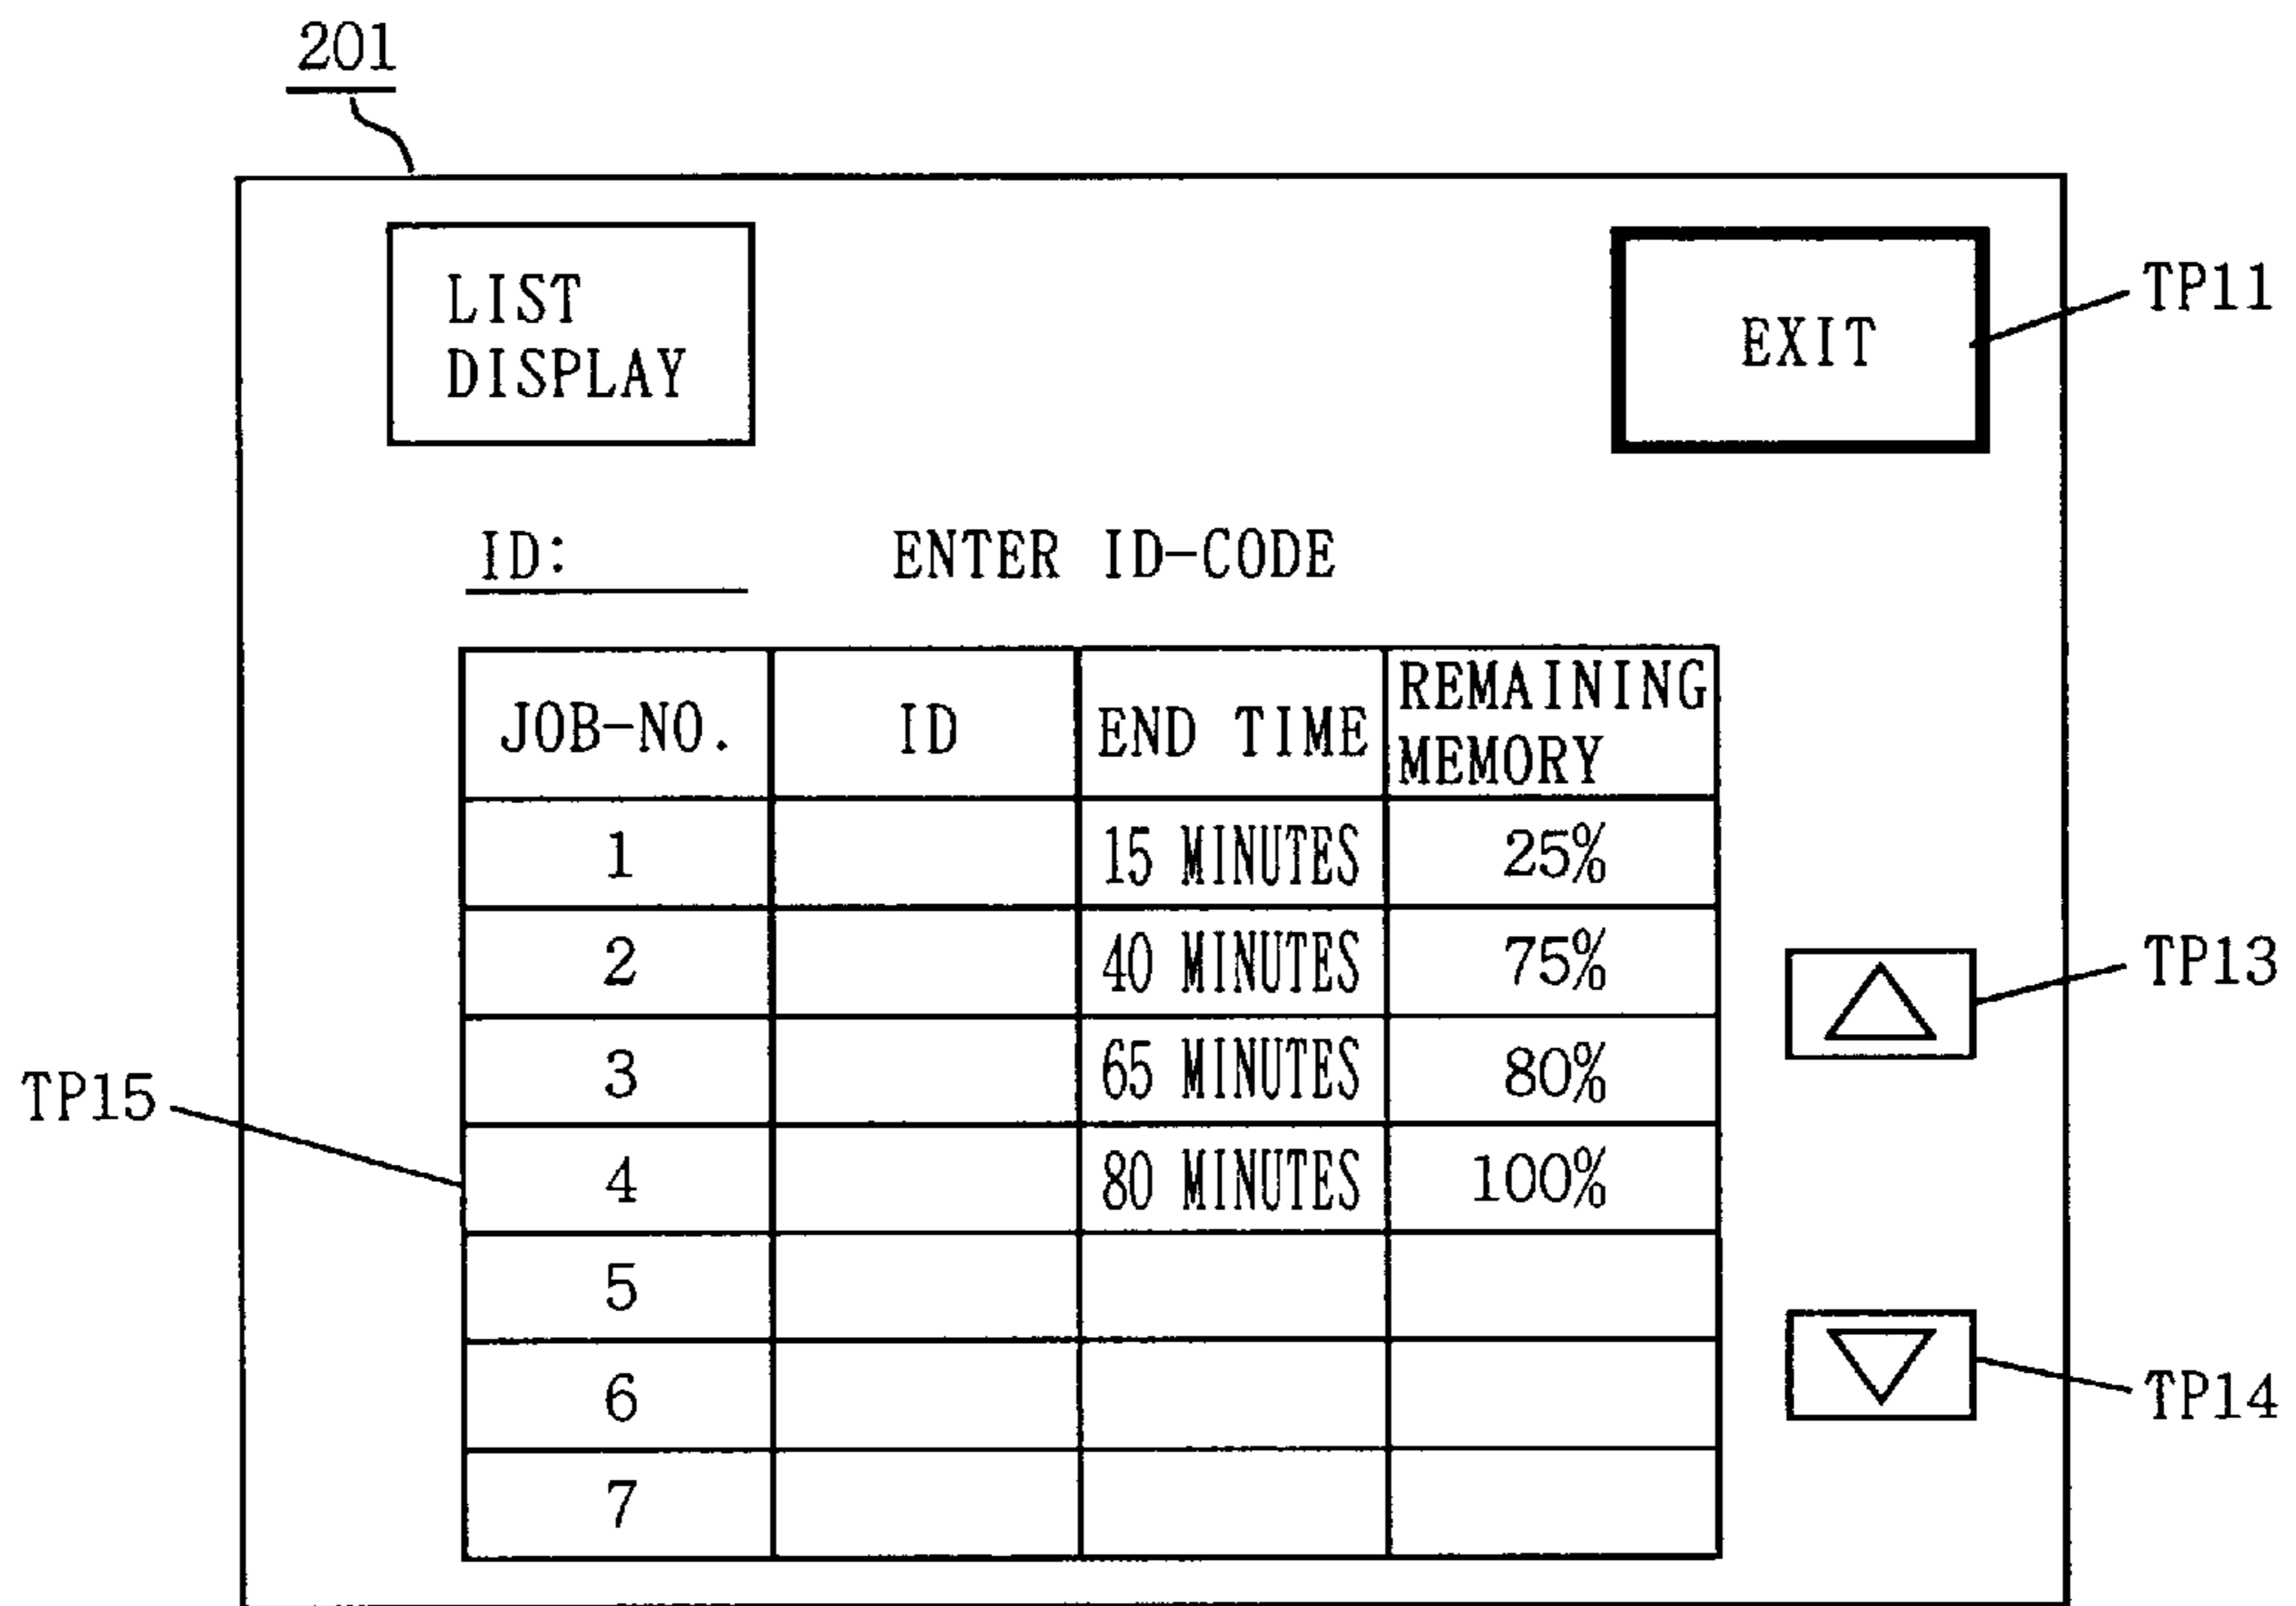 201
LIST
DISPLAY
EXIT
TP11
ID:
ENTER ID-CODE
JOB-NO. ID END TIME REMAINING
MEMORY
1 15 MINUTES 25%
2 40 MINUTES 75%
TP13
3 65 MINUTES 80%
TP15
4 80 MINUTES 100%
5
6
TP14
7